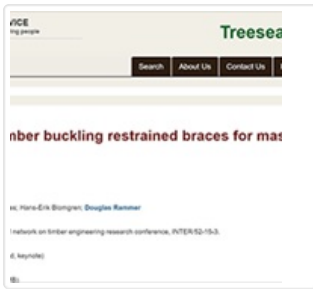 VICE
ing people
Treesea
Search About Us Contact Us
nber buckling restrained braces for mas
es; Hans-Erik Blomgren; Douglas Rammer
l network on timber engineering research conference, INTER/52-15-3.
d, keynote)